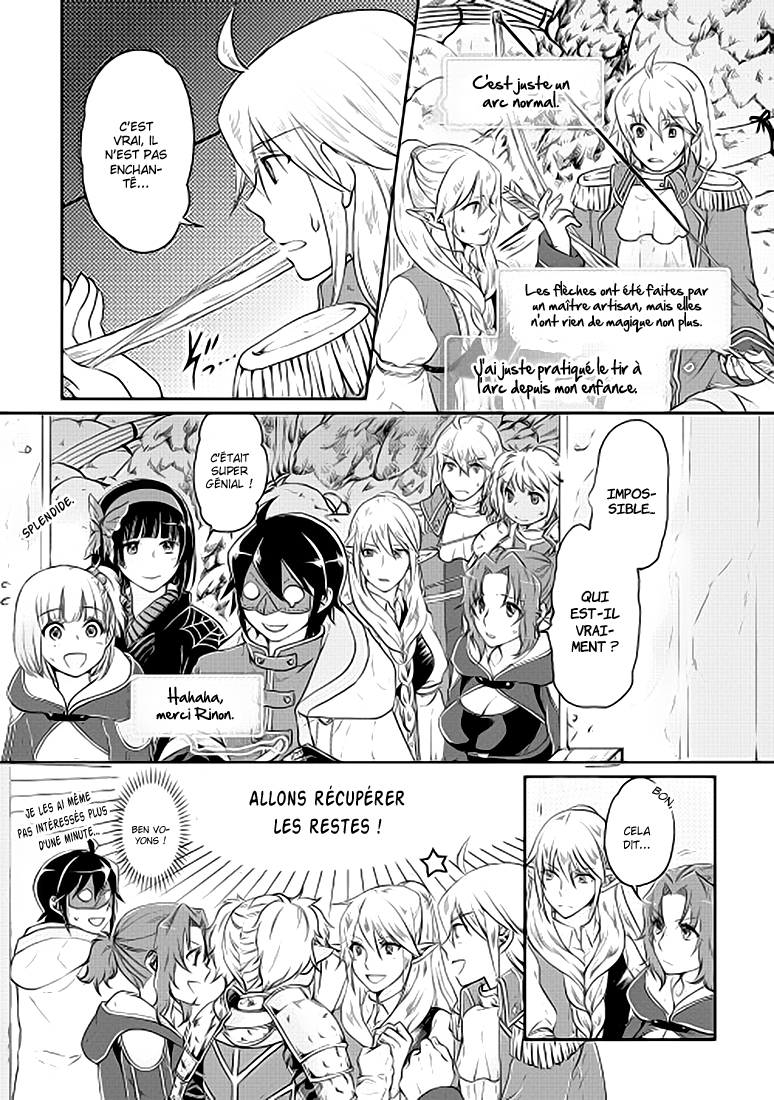 C'est juste un
arc normal.
Les flèches ont été faites par
un maître artisan, mais elles
n'ont rien de magique non plus.
J'ai juste pratiqué le tir à
l'arc depuis mon enfance.
C'EST
VRAI, IL
N'EST PAS
ENCHAN-
TÉ...
IMPOS-
SIBLE...
QUI
EST-IL
VRAI-
MENT ?
C'ÉTAIT
SUPER
GÉNIAL !
SPLENDIDE.
Hahaha,
merci Rinon.
BON,
CELA
DIT...
ALLONS RÉCUPÉRER
LES RESTES !
BEN VO-
YONS !
JE LES AI MÊME
PAS INTÉRESSÉS PLUS
D'UNE MINUTE...